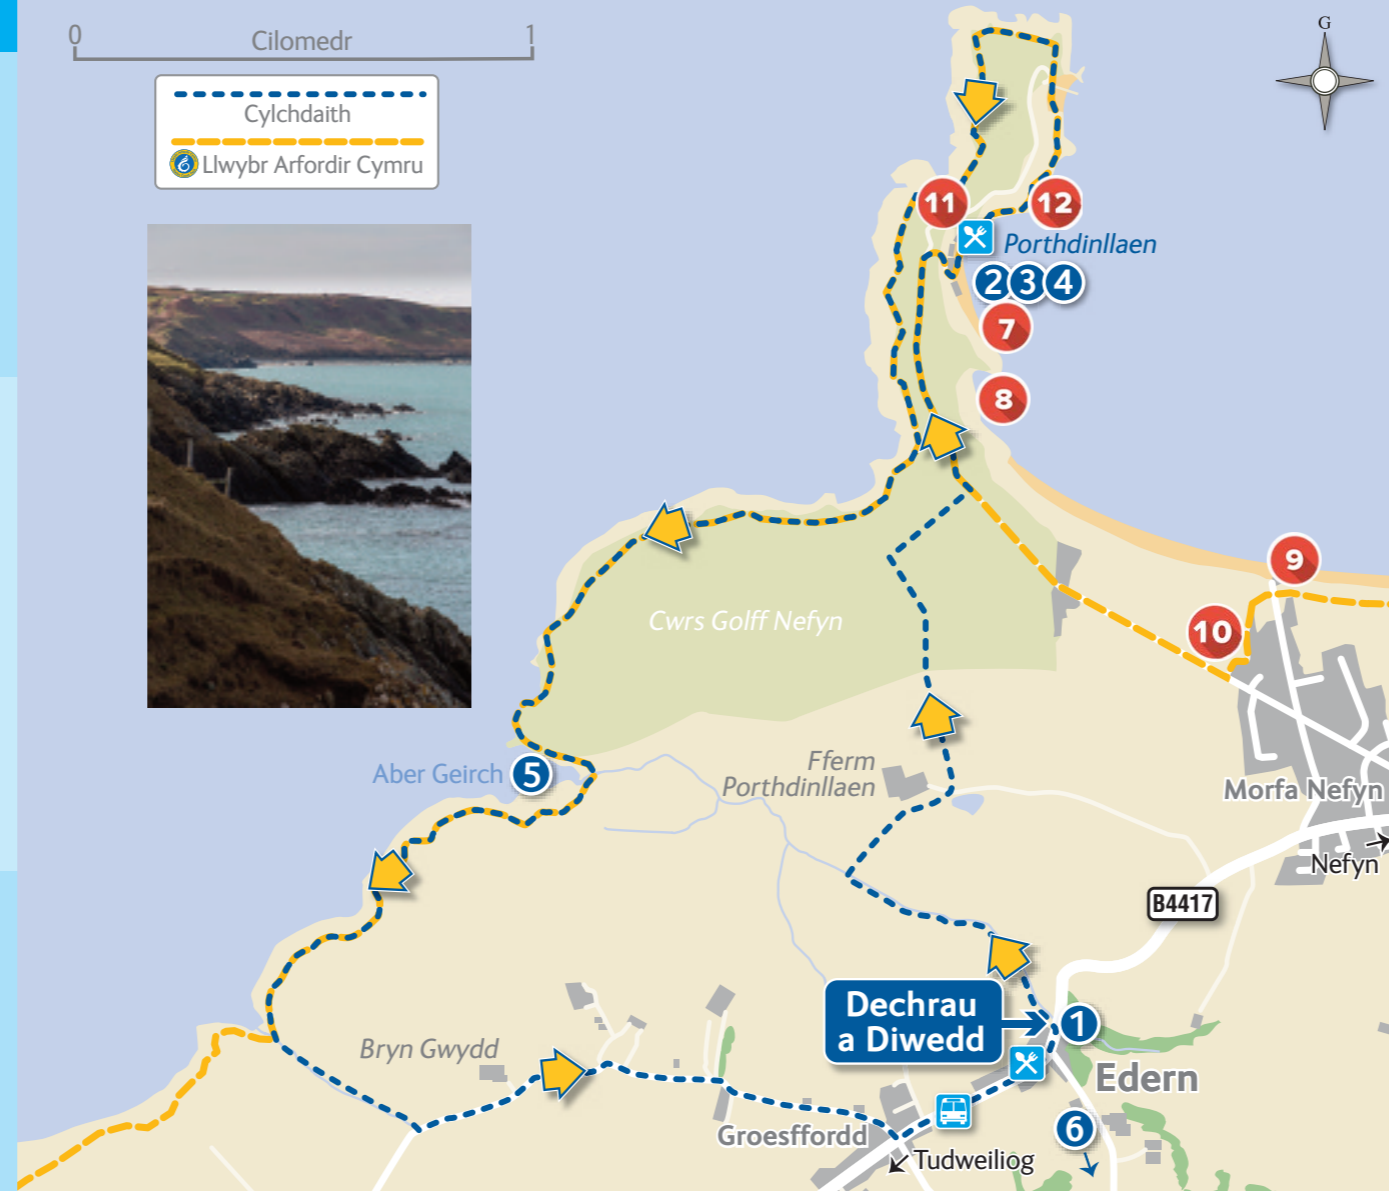 0 Cilomedr 1
G
Cylchdaith
Llwybr Arfordir Cymru
11
12
Porthdinllaen
2 3 4
7
8
9
10
Cwrs Golff Nefyn
Aber Geirch 5
Fferm
Porthdinllaen
Morfa Nefyn
Nefyn
B4417
Dechrau
a Diwedd
1
Bryn Gwydd
Edern
6
Groesffordd
Tudweiliog